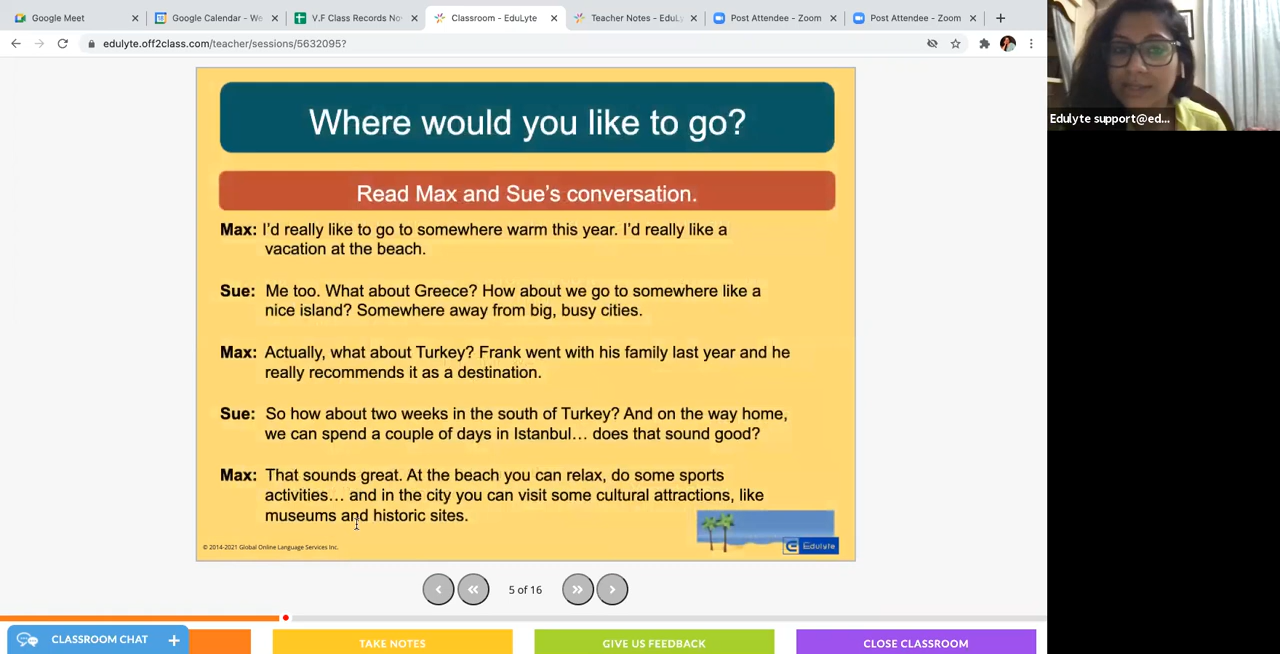 Google Meet
Google Calendar - We
V.F Class Records No
Classroom - EduLyte
Teacher Notes - EduL
Post Attendee - Zoom
Post Attendee - Zoom
edulyte.off2class.com/teacher/sessions/5632095?
Edulyte support@ed...
Where would you like to go?
Read Max and Sue's conversation.
Max: I'd really like to go to somewhere warm this year. I'd really like a
vacation at the beach.
Sue: Me too. What about Greece? How about we go to somewhere like a
nice island? Somewhere away from big, busy cities.
Max: Actually, what about Turkey? Frank went with his family last year and he
really recommends it as a destination.
Sue: So how about two weeks in the south of Turkey? And on the way home,
we can spend a couple of days in Istanbul... does that sound good?
Max: That sounds great. At the beach you can relax, do some sports
activities... and in the city you can visit some cultural attractions, like
museums and historic sites.
© 2014-2021 Global Online Language Services Inc.
Edulyte
5 of 16
CLASSROOM CHAT +
TAKE NOTES
GIVE US FEEDBACK
CLOSE CLASSROOM